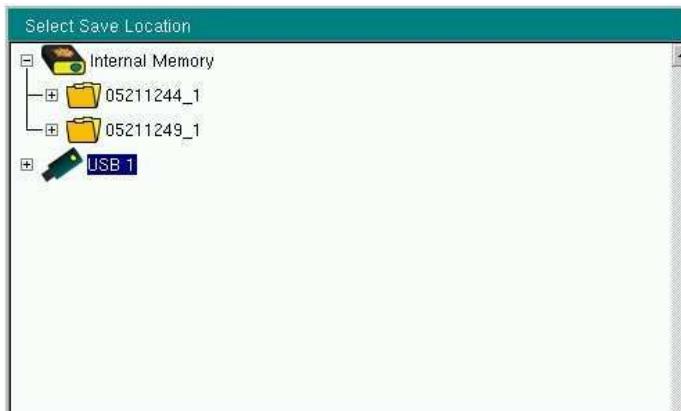 Select Save Location
Internal Memory
05211244_1
05211249_1
USB 1